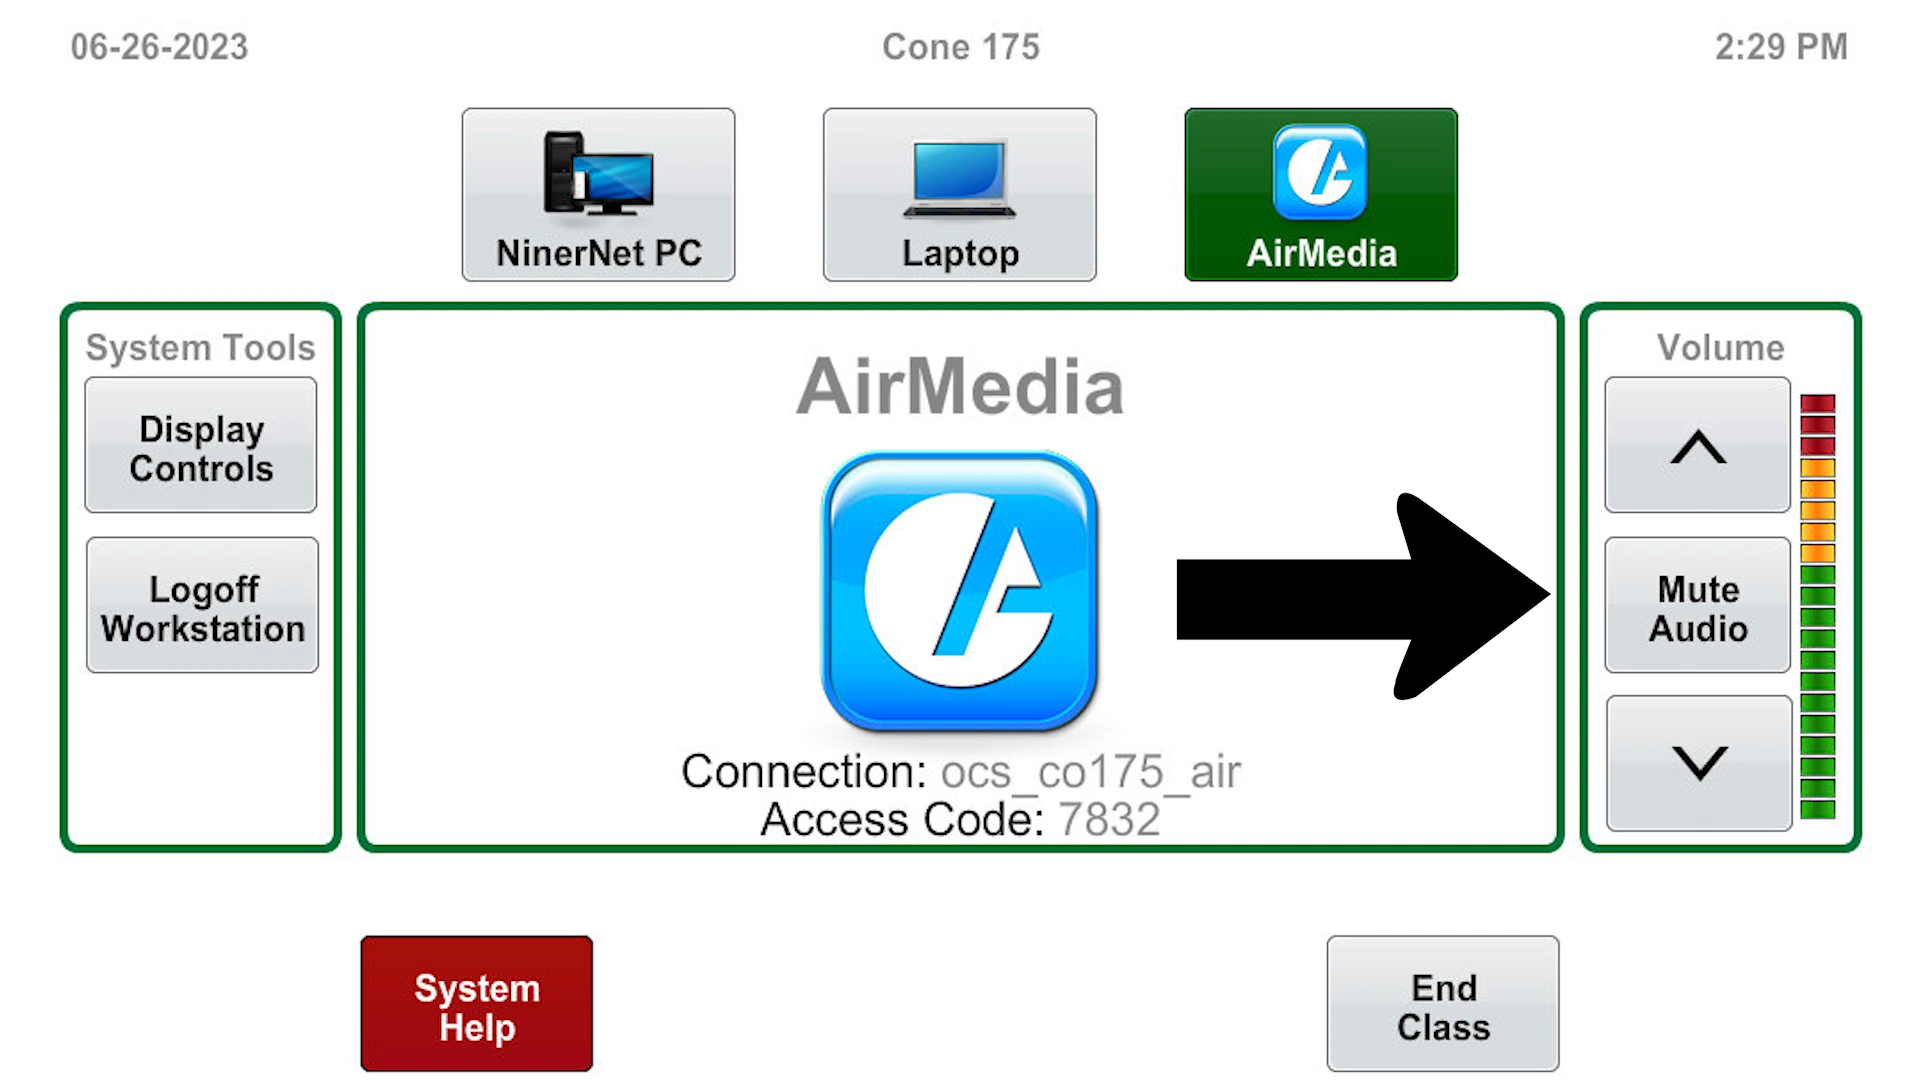 06-26-2023
Cone 175
2:29 PM
NinerNet PC
Laptop
AirMedia
System Tools
Display
Controls
Logoff
Workstation
AirMedia
Connection: ocs_co175_air
Access Code: 7832
Volume
Mute
Audio
System
Help
End
Class